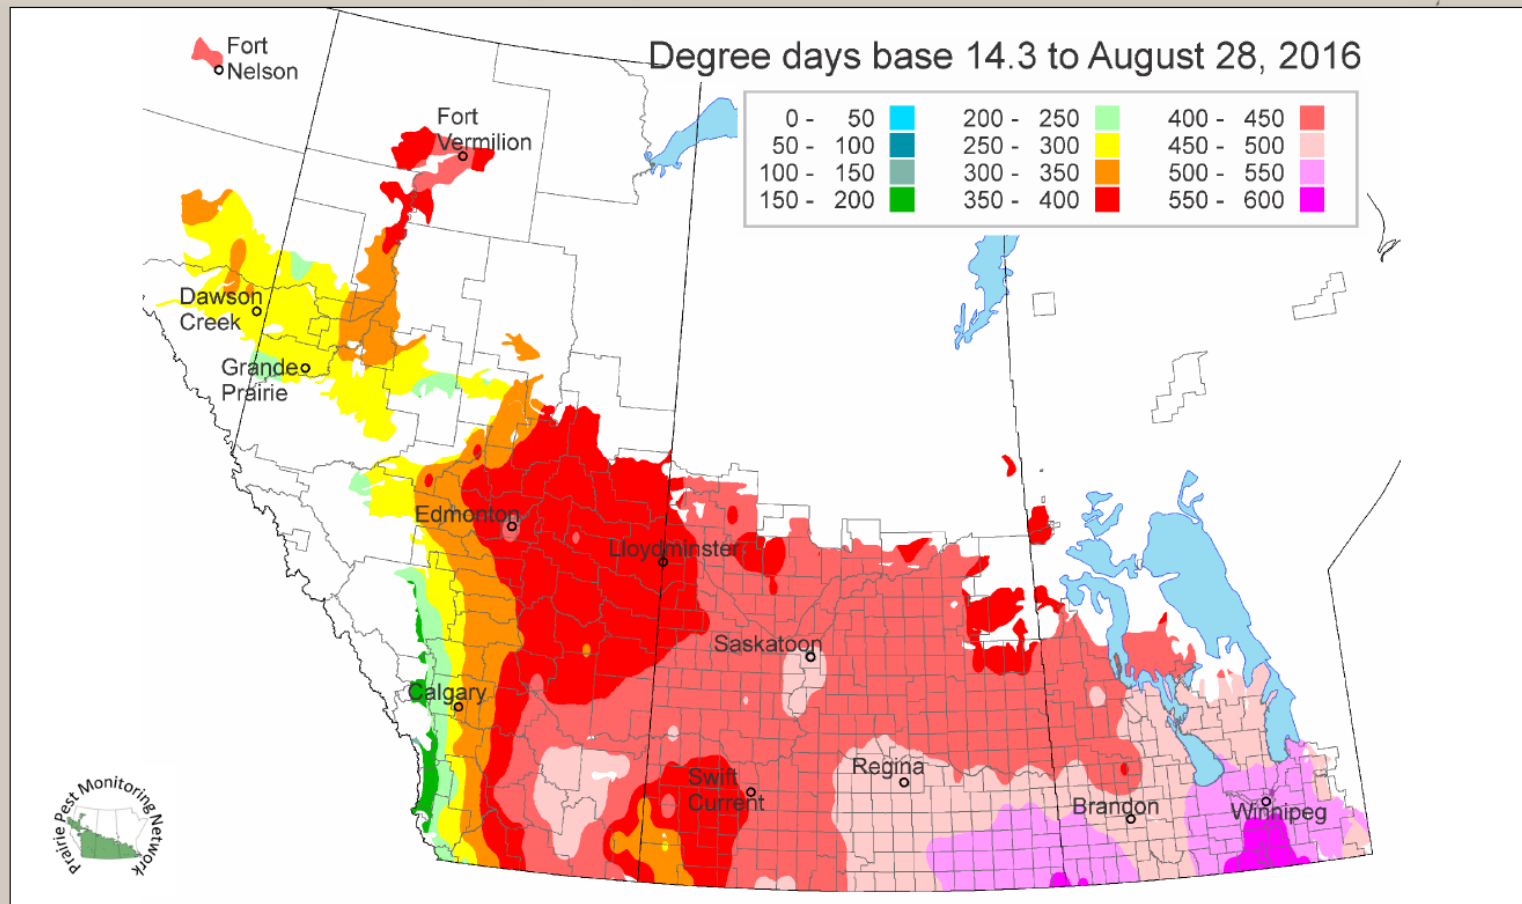 Degree days base 14.3 to August 28, 2016
0 - 50
50 - 100
100 - 150
150 - 200
200 - 250
250 - 300
300 - 350
350 - 400
400 - 450
450 - 500
500 - 550
550 - 600
Fort
Nelson
Fort
Vermilion
Dawson
Creek
Grande
Prairie
Edmonton
Lloydminster
Saskatoon
Calgary
Swift
Current
Regina
Brandon
Winnipeg
Prairie Pest Monitoring Network